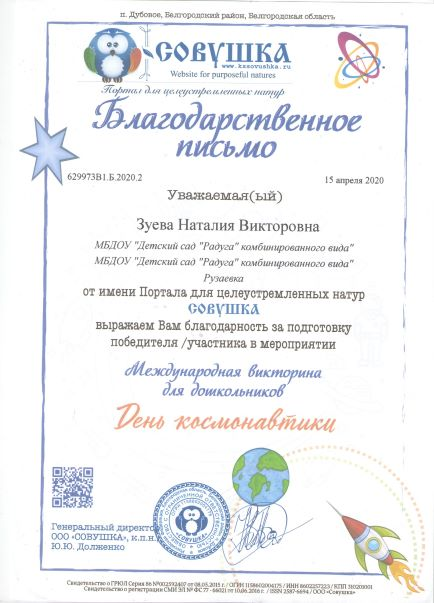 п. Дубовое, Белгородский район, Белгородская область
СОВУШКА
www.kssovushka.ru
Website for purposeful natures
Портал для целеустремленных натур
Благодарственное
письмо
629973В1.Б.2020.2
15 апреля 2020
Уважаемая(ый)
Зуева Наталия Викторовна
МБДОУ "Детский сад "Радуга" комбинированного вида"
МБДОУ "Детский сад "Радуга" комбинированного вида"
Рузаевка
от имени Портала для целеустремленных натур
СОВУШКА
выражаем Вам благодарность за подготовку
победителя /участника в мероприятии
Международная викторина
для дошкольников
День космонавтики
Генеральный директор
ООО «СОВУШКА», к.п.н.
Ю.Ю. Долженко
«СОВУШКА»
Свидетельство о ГРЮЛ Серия 86 №002592407 от 08.05.2015 г./ ОГРН 1158602004175 / ИНН 8602257223/ КПП 310201001
Свидетельство о регистрации СМИ ЭЛ № ФС 77 - 66021 от 10.06.2016 г. / ISSN 2587-6694 / ООО «Совушка»